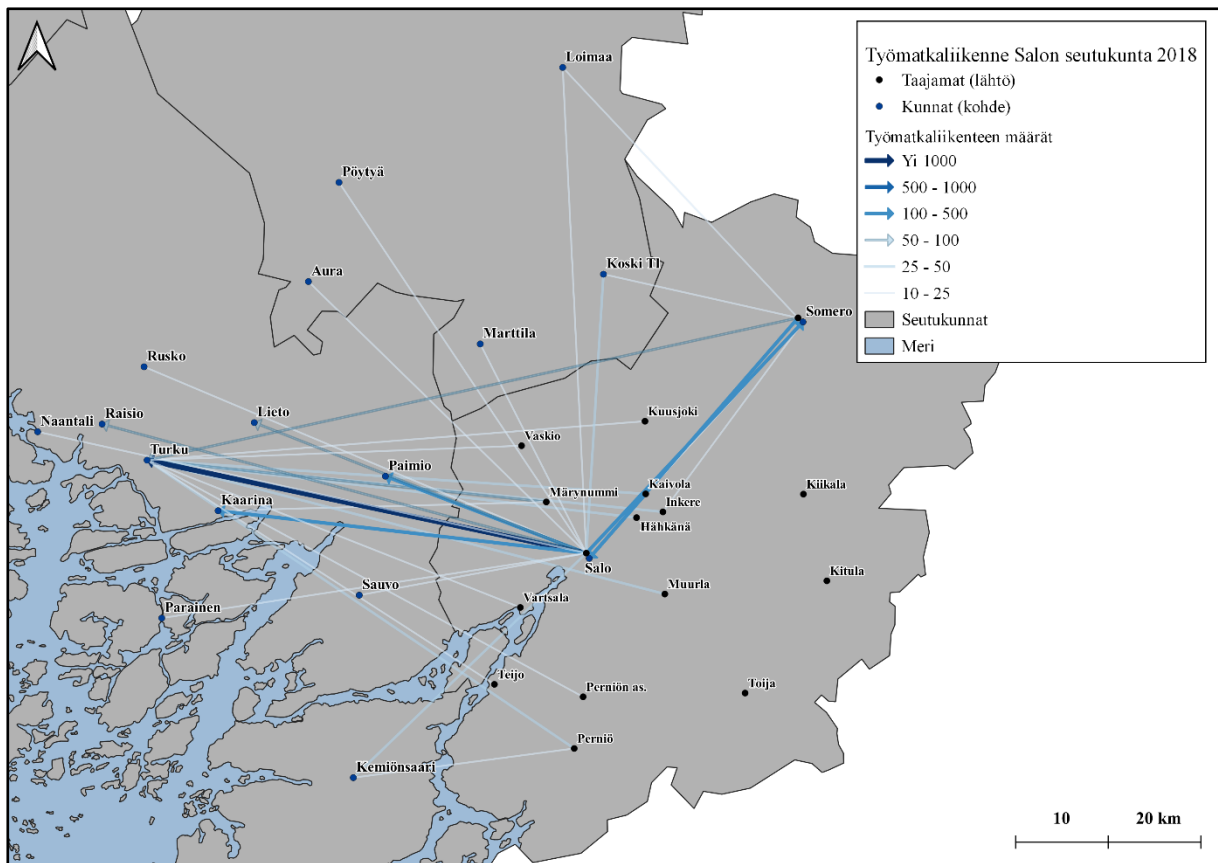 Työmatkaliikenne Salon seutukunta 2018
Taajamat (lähtö)
Kunnat (kohde)
Työmatkaliikenteen määrät
Yi 1000
500 - 1000
100 - 500
50 - 100
25 - 50
10 - 25
Seutukunnat
Meri
Loimaa
Pöytyä
Aura
Koski Tl
Somero
Marttila
Rusko
Naantali
Raisio
Lieto
Kuusjoki
Turku
Vaskio
Paimio
Kaarina
Märynummi
Kaivola
Kiikala
Inkere
Hähkänä
Salo
Sauvo
Muurla
Kitula
Parainen
Vartsala
Teijo
Perniön as.
Toija
Perniö
Kemiönsaari
10 20 km